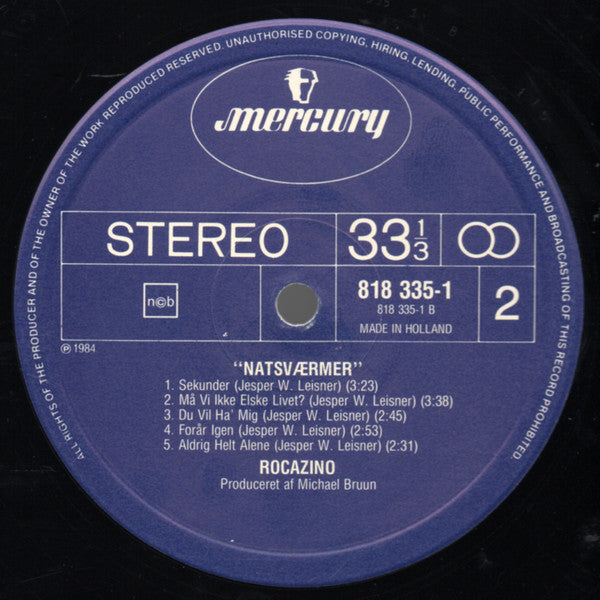 ALL RIGHTS OF THE PRODUCER AND OF THE OWNER OF THE WORK REPRODUCED RESERVED. UNAUTHORISED COPYING, HIRING, LENDING, PUBLIC PERFORMANCE AND BROADCASTING OF THIS RECORD PROHIBITED.
mercury
STEREO
33 1/3
818 335-1
818 335-1 B
MADE IN HOLLAND
2
n©b
℗ 1984
“NATSVÆRMER”
1. Sekunder (Jesper W. Leisner) (3:23)
2. Må Vi Ikke Elske Livet? (Jesper W. Leisner) (3:38)
3. Du Vil Ha' Mig (Jesper W. Leisner) (2:45)
4. Forår Igen (Jesper W. Leisner) (2:53)
5. Aldrig Helt Alene (Jesper W. Leisner) (2:31)
ROCAZINO
Produceret af Michael Bruun